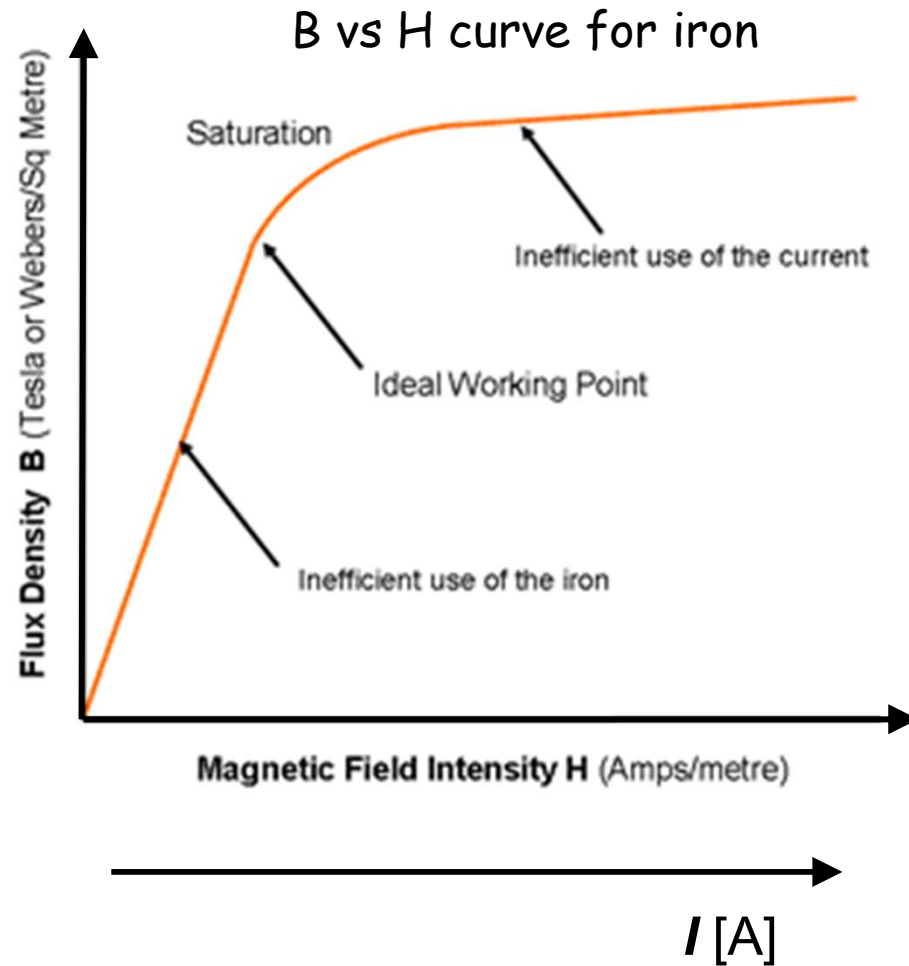 B vs H curve for iron
Flux Density B (Tesla or Webers/Sq Metre)
Saturation
Inefficient use of the current
Ideal Working Point
Inefficient use of the iron
Magnetic Field Intensity H (Amps/metre)
I [A]